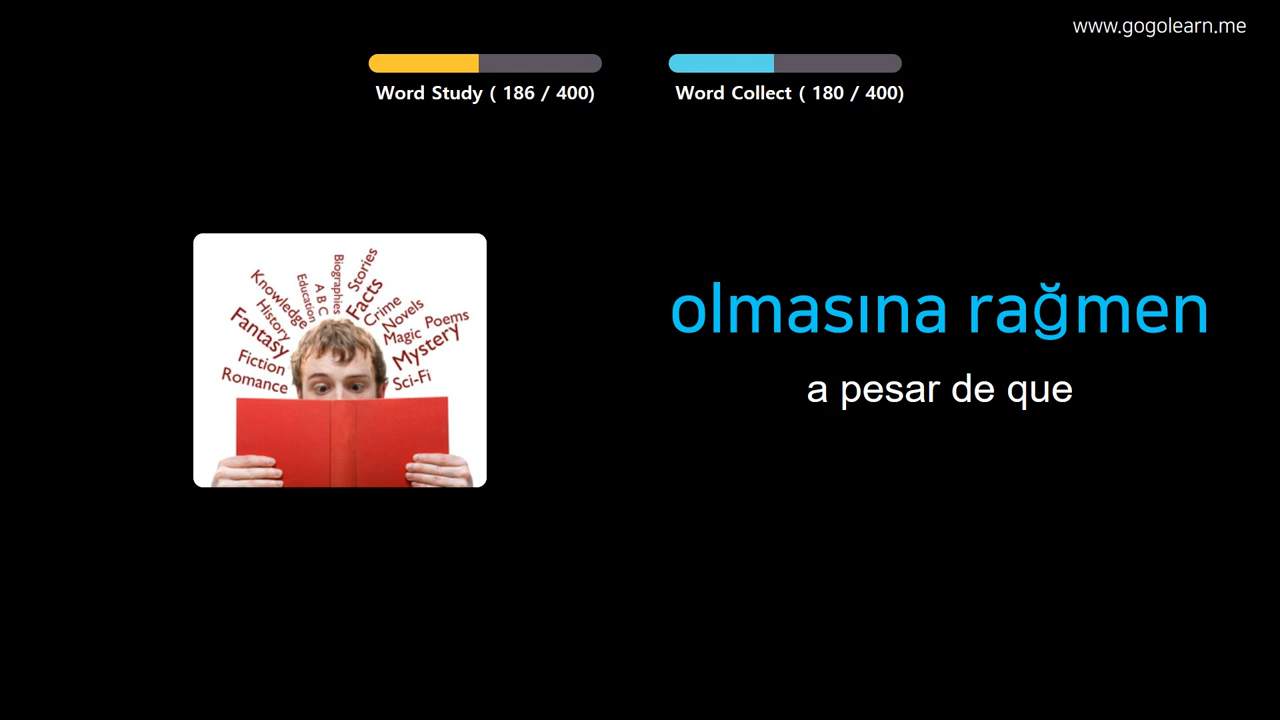 www.gogolearn.me
Word Study ( 186 / 400)
Word Collect ( 180 / 400)
Biographies
Stories
Knowledge
Education
A B C
Facts
History
Crime
Novels
Fantasy
Magic
Poems
Fiction
Mystery
Romance
Sci-Fi
olmasına rağmen
a pesar de que